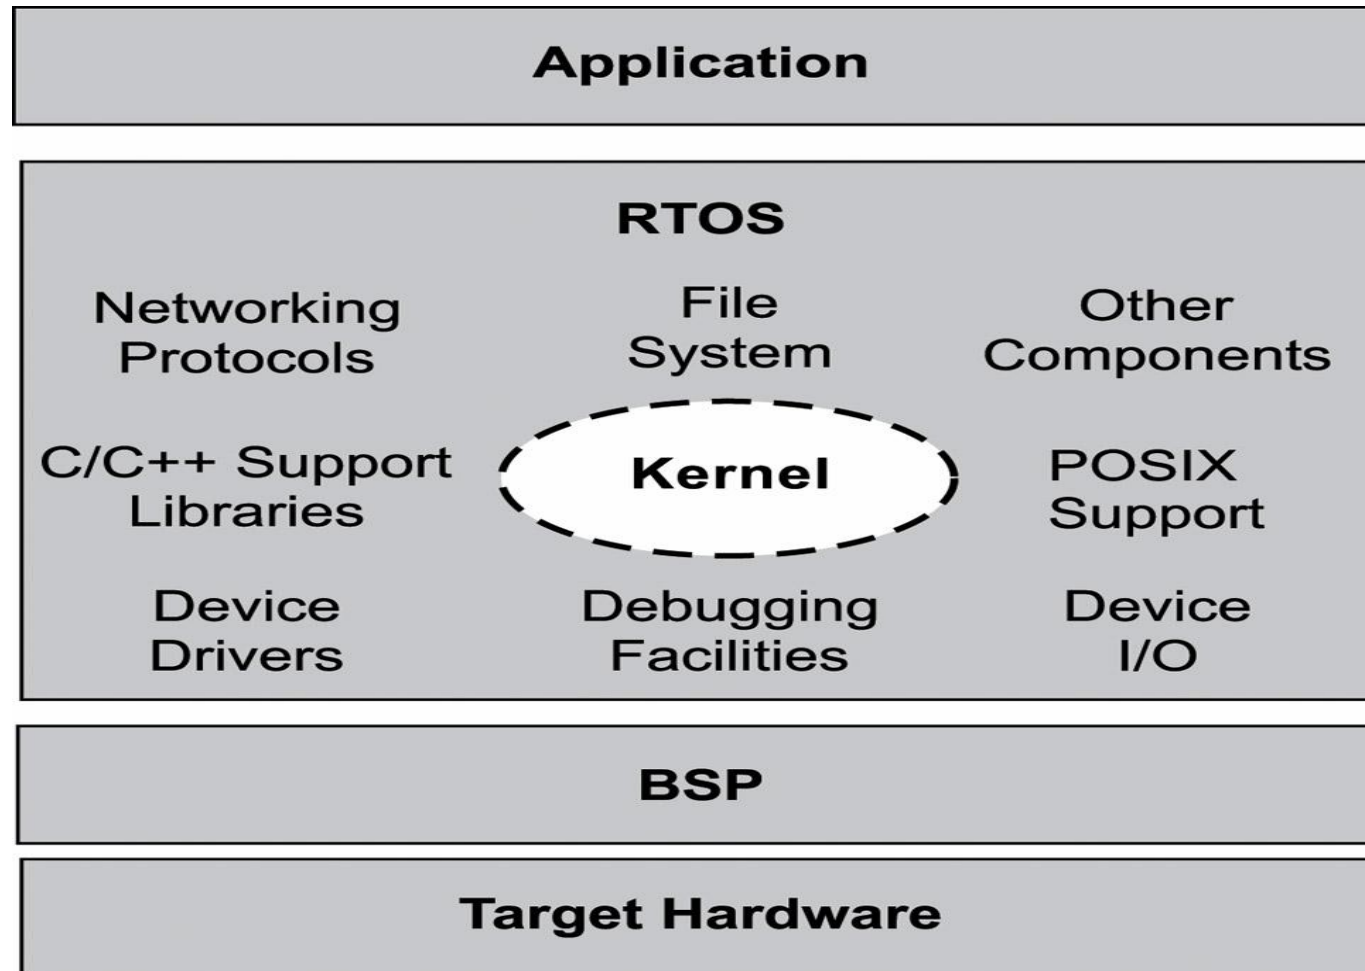 Application
RTOS
Networking
Protocols
File
System
Other
Components
C/C++ Support
Libraries
Kernel
POSIX
Support
Device
Drivers
Debugging
Facilities
Device
I/O
BSP
Target Hardware